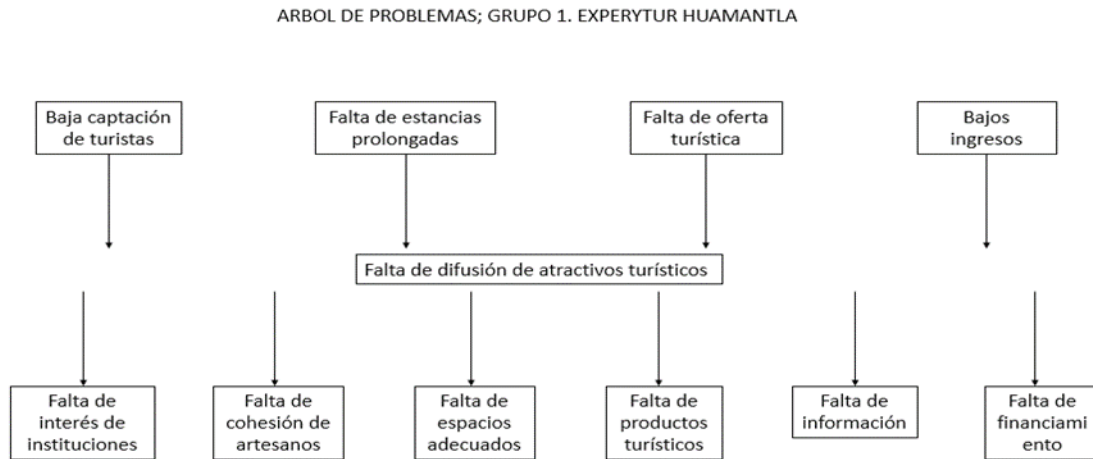 ARBOL DE PROBLEMAS; GRUPO 1. EXPERYTUR HUAMANTLA
Baja captación
de turistas
Falta de estancias
prolongadas
Falta de oferta
turística
Bajos
ingresos
Falta de difusión de atractivos turísticos
Falta de
interés de
instituciones
Falta de
cohesión de
artesanos
Falta de
espacios
adecuados
Falta de
productos
turísticos
Falta de
información
Falta de
financiami
ento